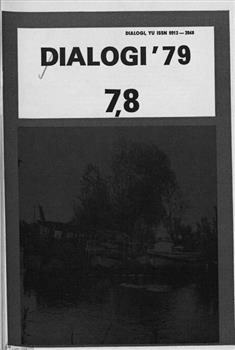 DIALOGI, YU ISSN 0012—2068
DIALOGI '79
7,8